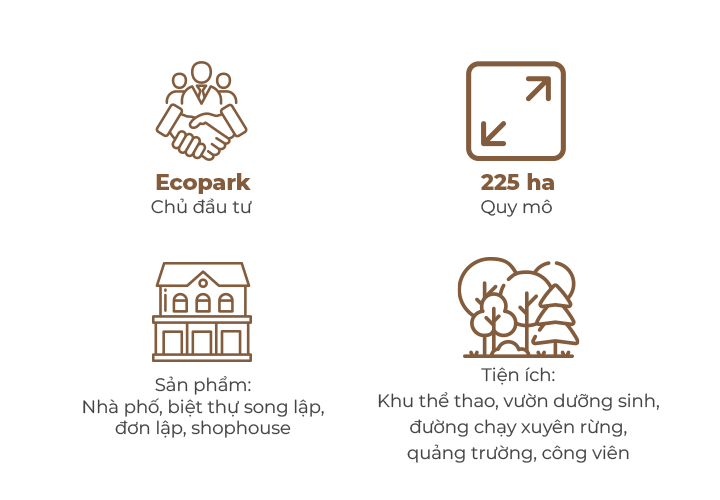 Ecopark
Chủ đầu tư
225 ha
Quy mô
Sản phẩm:
Nhà phố, biệt thự song lập,
đơn lập, shophouse
Tiện ích:
Khu thể thao, vườn dưỡng sinh,
đường chạy xuyên rừng,
quảng trường, công viên